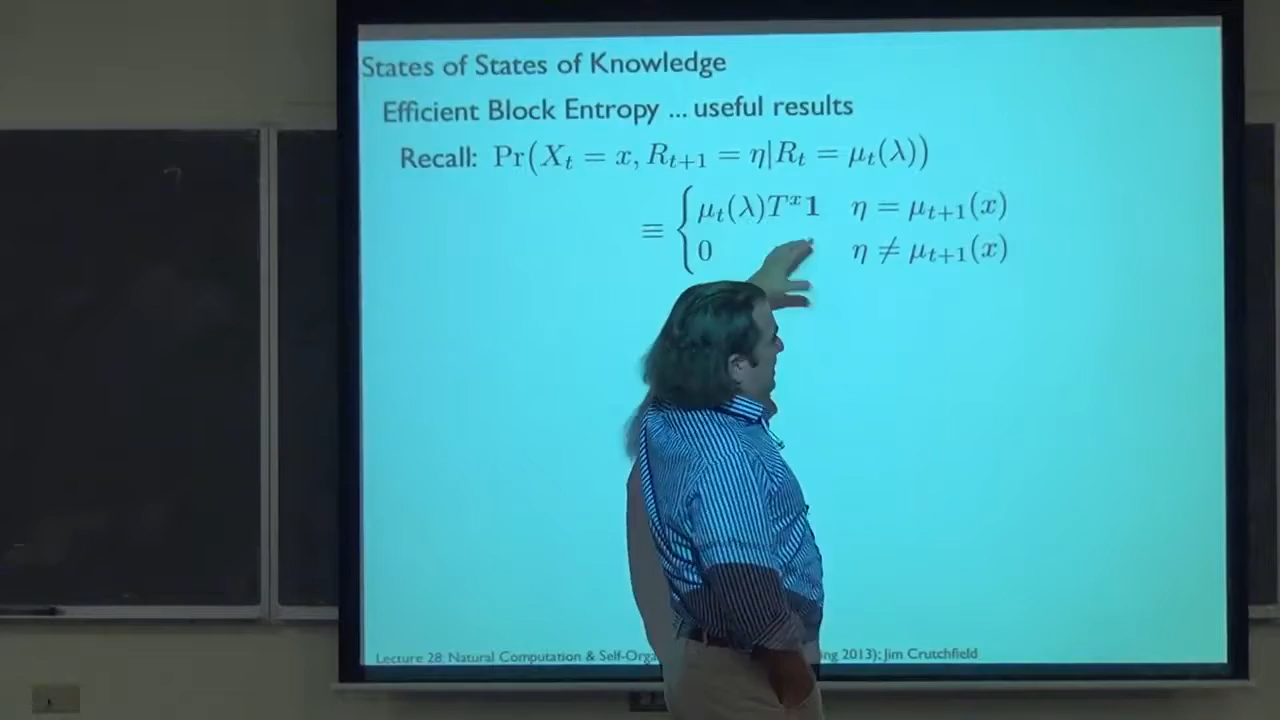 States of States of Knowledge
Efficient Block Entropy ... useful results
Recall: Pr(X_t = x, R_{t+1} = η|R_t = μ_t(λ))
≡ { μ_t(λ)T^x 1 η = μ_{t+1}(x)
0 η ≠ μ_{t+1}(x)
Lecture 28: Natural Computation & Self-Orga ng 2013); Jim Crutchfield